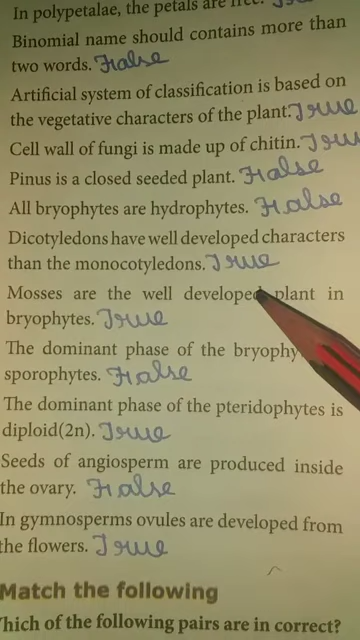 In polypetalae, the petals are free.
Binomial name should contains more than
two words. False
Artificial system of classification is based on
the vegetative characters of the plant. True
Cell wall of fungi is made up of chitin. True
Pinus is a closed seeded plant. False
All bryophytes are hydrophytes. False
Dicotyledons have well developed characters
than the monocotyledons. True
Mosses are the well developed plant in
bryophytes. True
The dominant phase of the bryophy
sporophytes. False
The dominant phase of the pteridophytes is
diploid(2n). True
Seeds of angiosperm are produced inside
the ovary. False
In gymnosperms ovules are developed from
the flowers. True
Match the following
hich of the following pairs are in correct?